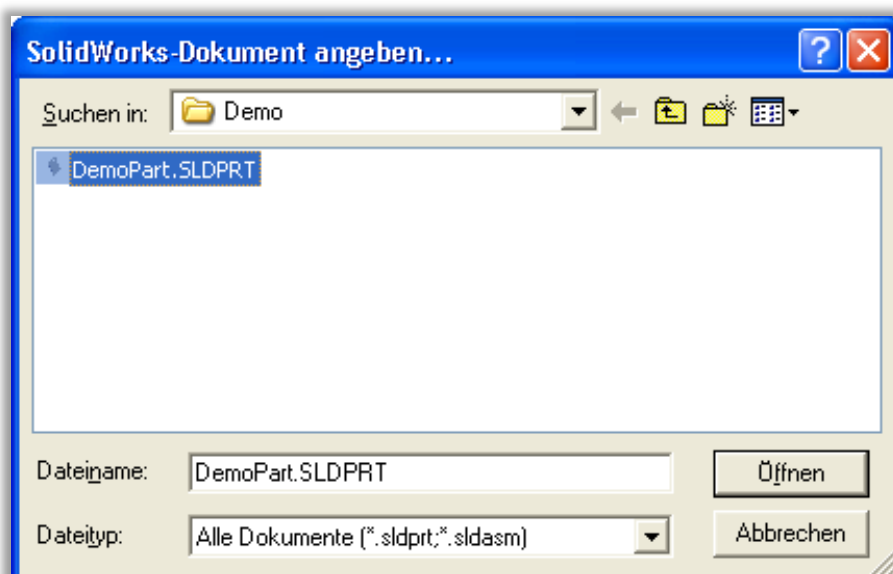 SolidWorks-Dokument angeben...
Suchen in: Demo
DemoPart.SLDPRT
Dateiname: DemoPart.SLDPRT Öffnen
Dateityp: Alle Dokumente (*.sldprt;*.sldasm) Abbrechen